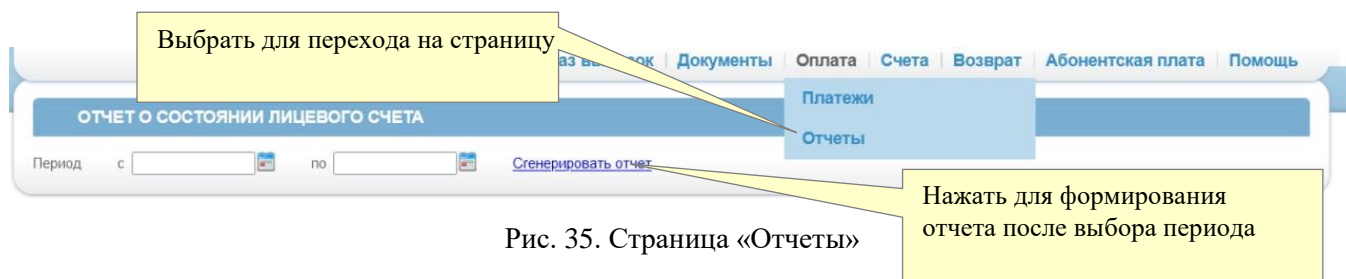 Выбрать для перехода на страницу
Документы Оплата Счета Возврат Абонентская плата Помощь
Платежи
ОТЧЕТ О СОСТОЯНИИ ЛИЦЕВОГО СЧЕТА
Отчеты
Период с по Сгенерировать отчет
Нажать для формирования
отчета после выбора периода
Рис. 35. Страница «Отчеты»